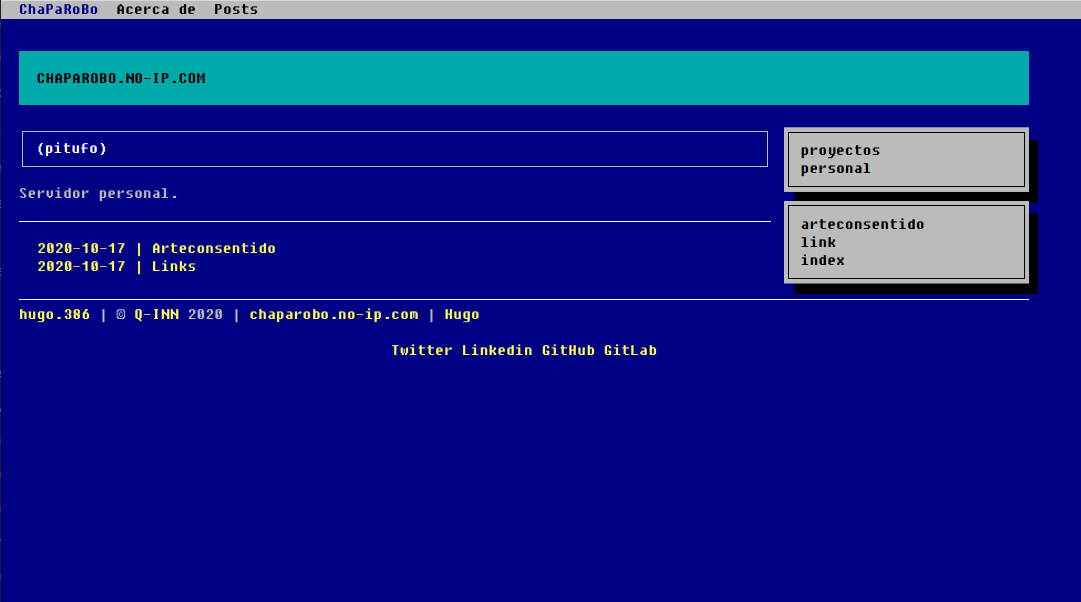 ChaPaRoBo Acerca de Posts
CHAPAROBO.NO-IP.COM
(pitufo)
Servidor personal.
2020-10-17 | Arteconsentido
2020-10-17 | Links
proyectos
personal
arteconsentido
link
index
hugo.386 | © Q-INN 2020 | chaparobo.no-ip.com | Hugo
Twitter Linkedin GitHub GitLab